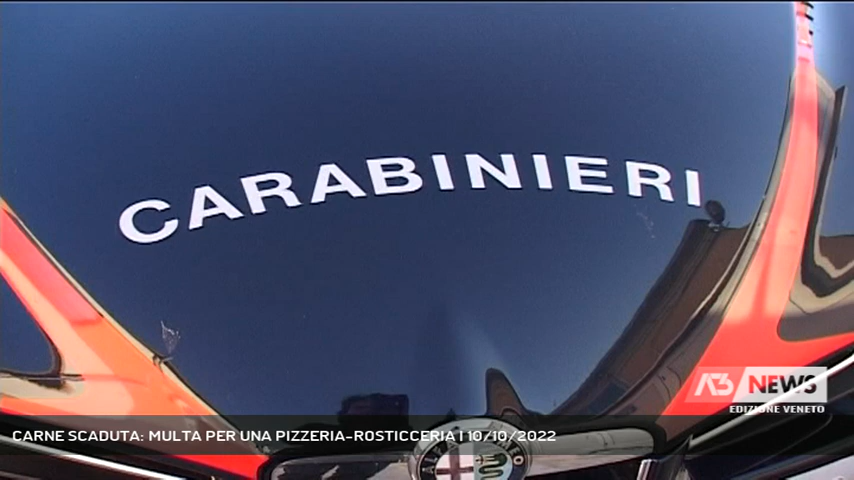 CARABINIERI
A3 NEWS
EDIZIONE VENETO
CARNE SCADUTA: MULTA PER UNA PIZZERIA-ROSTICCERIA | 10/10/2022